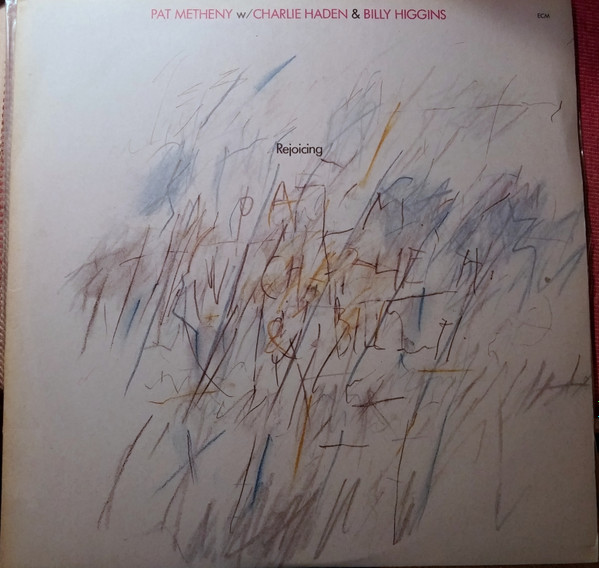 PAT METHENY w/CHARLIE HADEN & BILLY HIGGINS
ECM
Rejoicing
PAT M.
W/ CHARLIE H.
& BILLY H.